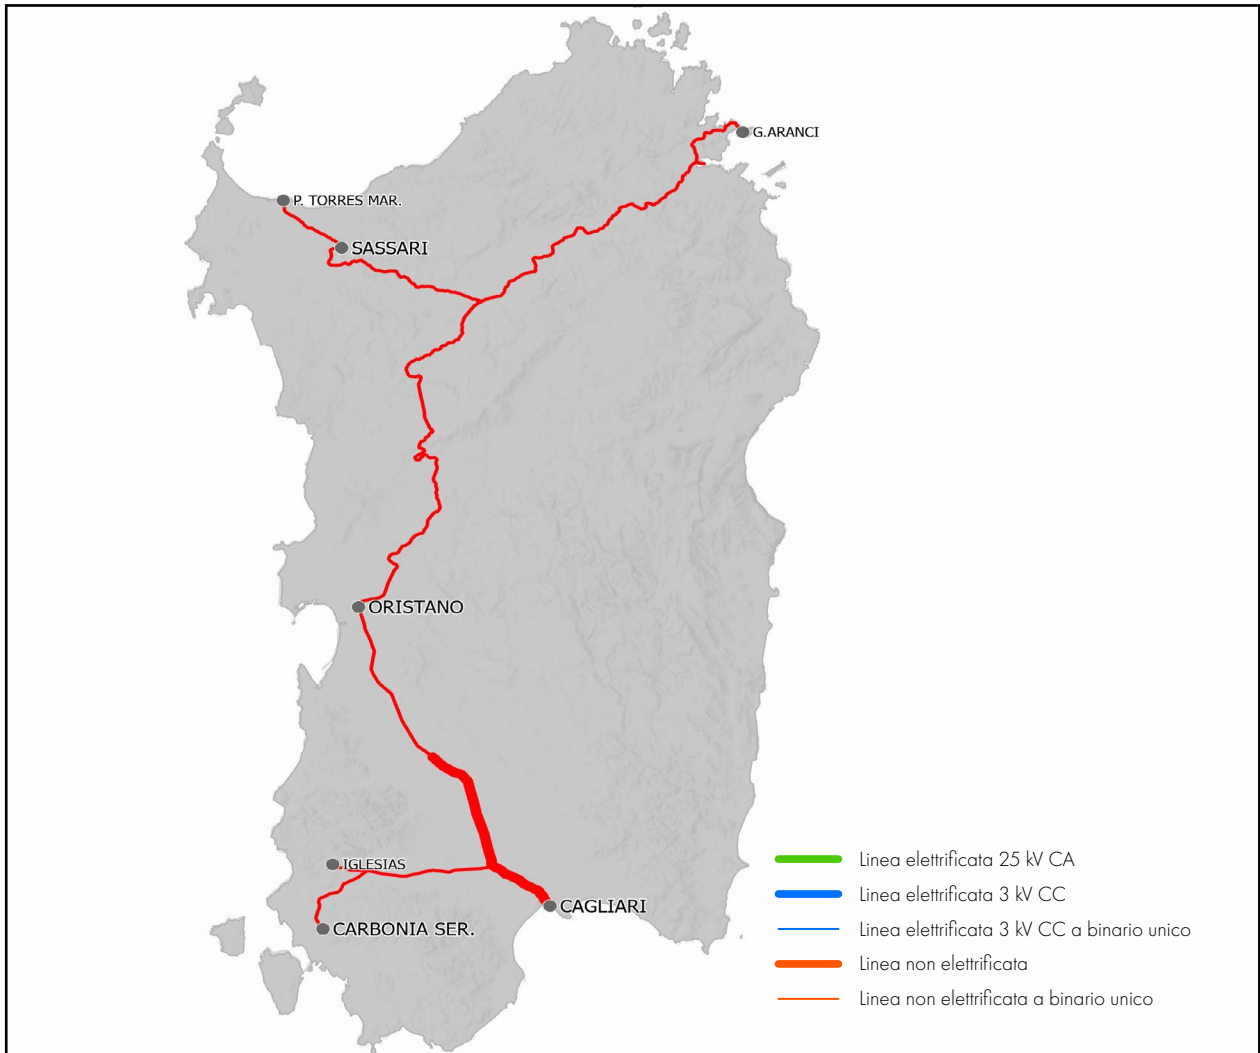 G.ARANCI
P. TORRES MAR.
SASSARI
ORISTANO
IGLESIAS
CAGLIARI
CARBONIA SER.
Linea elettrificata 25 kV CA
Linea elettrificata 3 kV CC
Linea elettrificata 3 kV CC a binario unico
Linea non elettrificata
Linea non elettrificata a binario unico